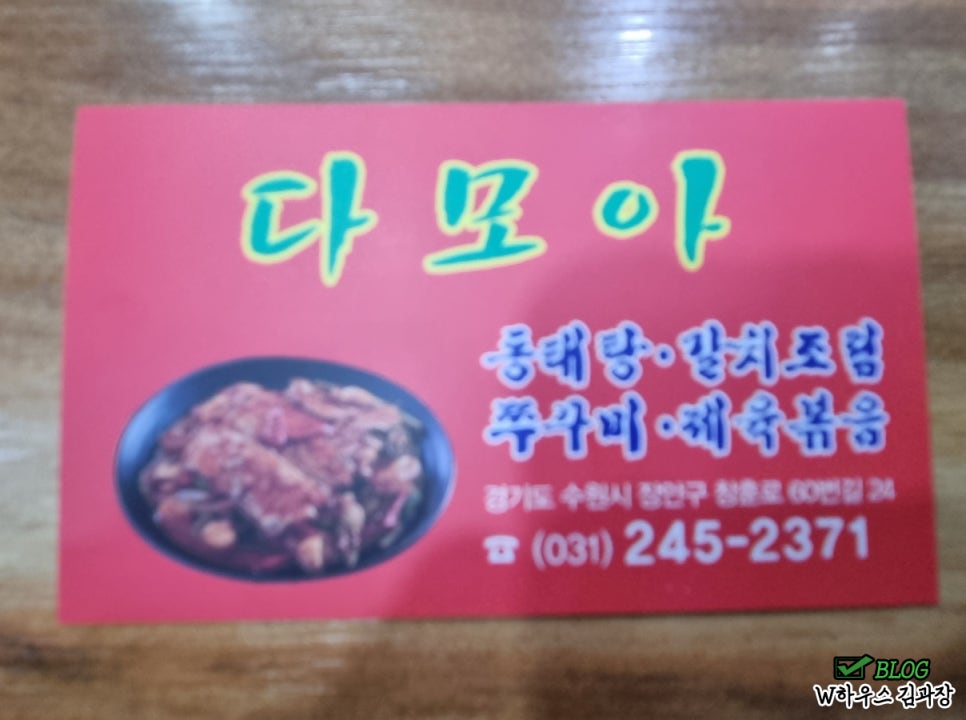 다모아
동태탕·갈치조림
쭈꾸미·제육볶음
경기도 수원시 장안구 창훈로 60번길 24
☎ (031) 245-2371
BLOG
W하우스 김과장